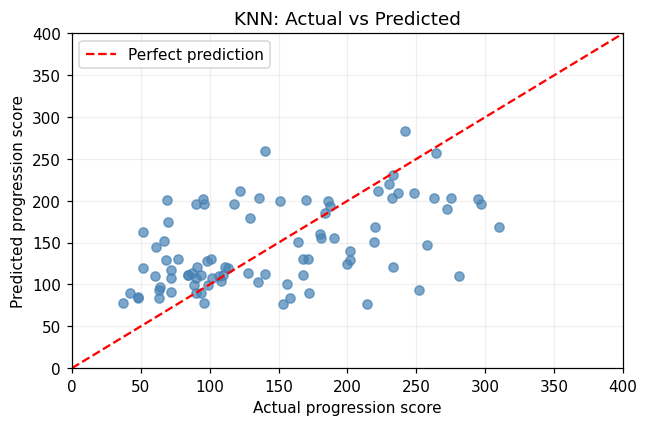 KNN: Actual vs Predicted
Perfect prediction
Predicted progression score
400
350
300
250
200
150
100
50
0
0 50 100 150 200 250 300 350 400
Actual progression score